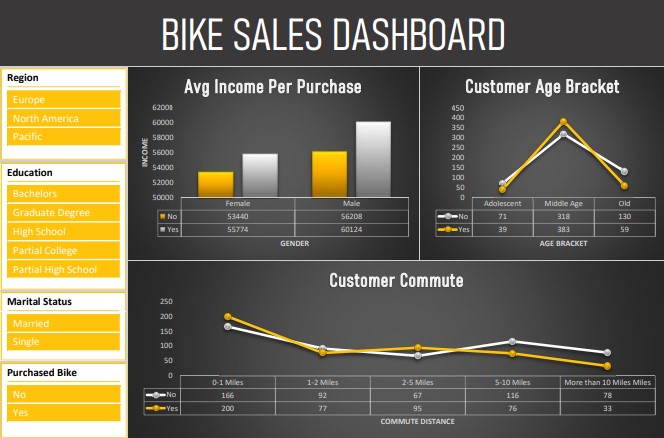 BIKE SALES DASHBOARD
Region
Europe
North America
Pacific
Education
Bachelors
Graduate Degree
High School
Partial College
Partial High School
Marital Status
Married
Single
Purchased Bike
No
Yes
Avg Income Per Purchase
62000
60000
58000
56000
54000
52000
50000
INCOME
Female Male
No 53440 56208
Yes 55774 60124
GENDER
Customer Age Bracket
450
400
350
300
250
200
150
100
50
0
Adolescent Middle Age Old
No 71 318 130
Yes 39 383 59
AGE BRACKET
Customer Commute
250
200
150
100
50
0
0-1 Miles 1-2 Miles 2-5 Miles 5-10 Miles More than 10 Miles Miles
No 166 92 67 116 78
Yes 200 77 95 76 33
COMMUTE DISTANCE